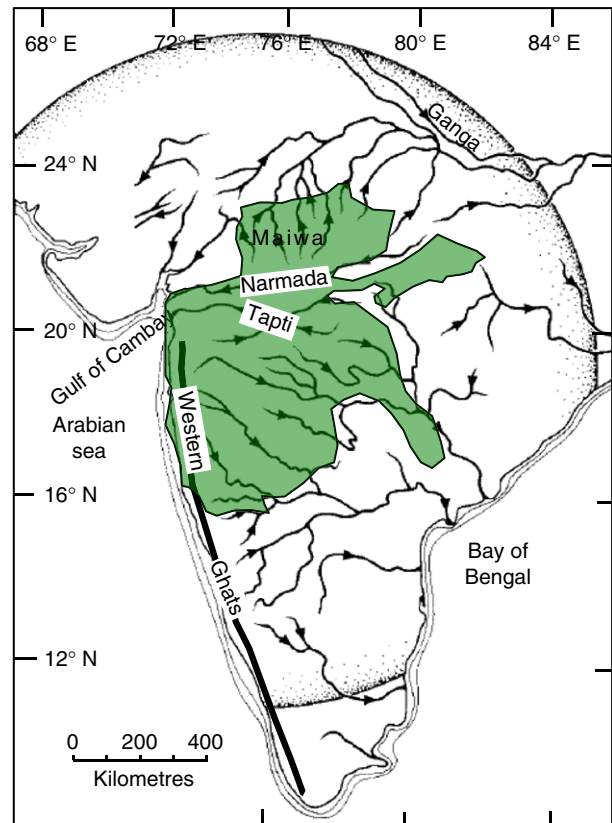 68° E 72° E 76° E 80° E 84° E
Ganga
24° N
Maiwa
Narmada
20° N
Tapti
Gulf of Camba
Arabian
sea
Western
16° N
Bay of
Bengal
Ghats
12° N
0 200 400
Kilometres